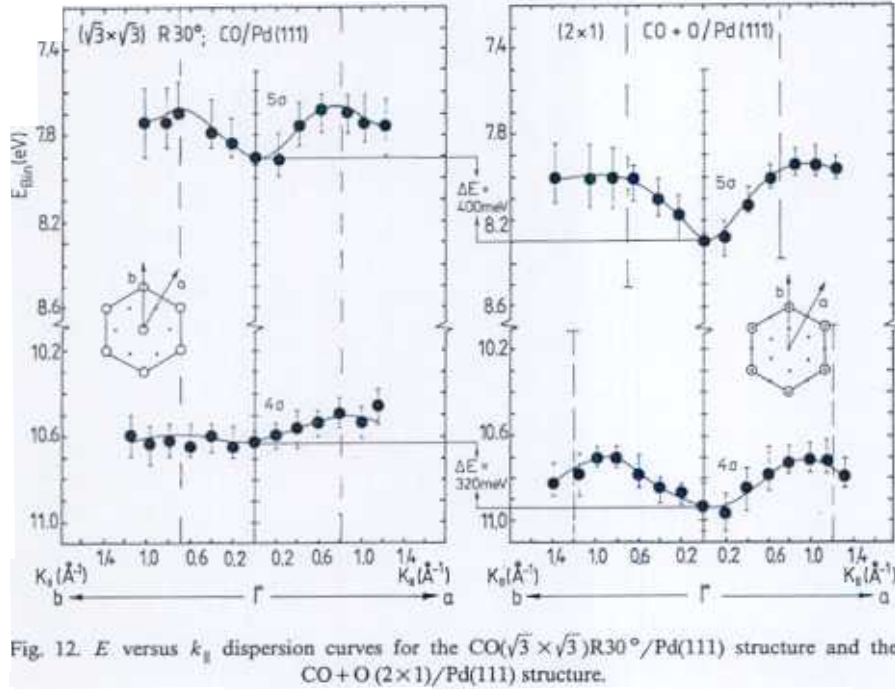 (√3×√3) R30°; CO/Pd(111)
(2×1) CO + O/Pd(111)
7.4
7.8
8.2
8.6
10.2
10.6
11.0
E_Bin(eV)
5σ
4σ
b
a
ΔE =
400meV
ΔE =
320meV
7.4
7.8
8.2
8.6
10.2
10.6
11.0
5σ
4σ
b
a
1.4 1.0 0.6 0.2 0.2 0.6 1.0 1.4
K∥(Å⁻¹) K∥(Å⁻¹)
b Γ a
1.4 1.0 0.6 0.2 0.2 0.6 1.0 1.4
K∥(Å⁻¹) K∥(Å⁻¹)
b Γ a
Fig. 12. E versus k∥ dispersion curves for the CO(√3 ×√3)R30°/Pd(111) structure and the
CO + O (2×1)/Pd(111) structure.